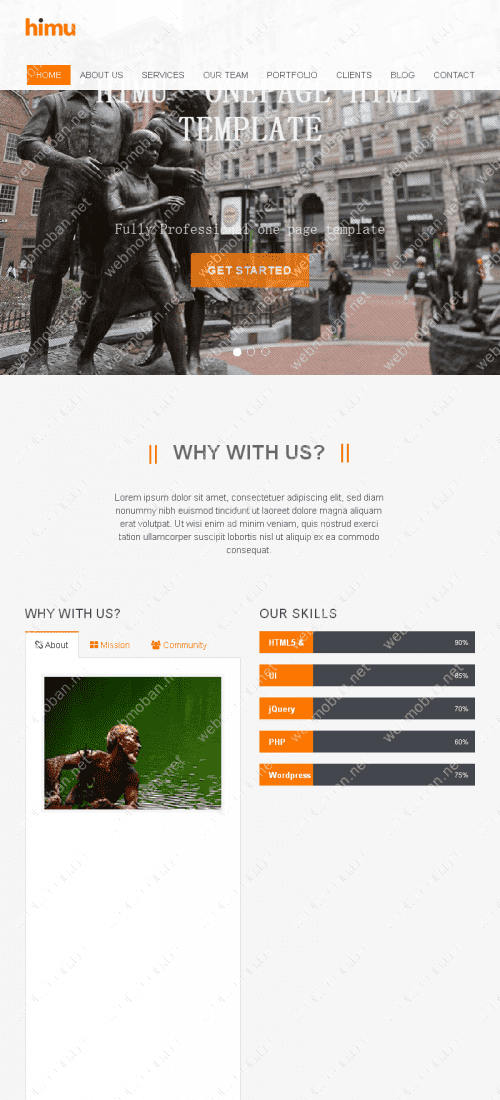 himu
HOME ABOUT US SERVICES OUR TEAM PORTFOLIO CLIENTS BLOG CONTACT
HIMU ONEPAGE HTML
TEMPLATE
Fully Professional one page template
GET STARTED
|| WHY WITH US? ||
Lorem ipsum dolor sit amet, consectetuer adipiscing elit, sed diam
nonummy nibh euismod tincidunt ut laoreet dolore magna aliquam
erat volutpat. Ut wisi enim ad minim veniam, quis nostrud exerci
tation ullamcorper suscipit lobortis nisl ut aliquip ex ea commodo
consequat.
WHY WITH US?
About Mission Community
OUR SKILLS
HTML5 & 90%
UI 85%
jQuery 70%
PHP 60%
Wordpress 75%
webmoban.net